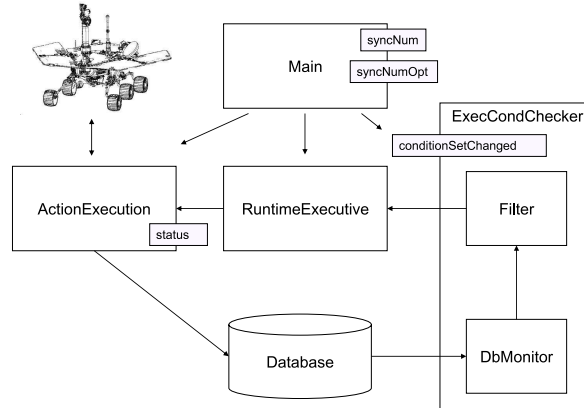 syncNum
Main
syncNumOpt
ExecCondChecker
conditionSetChanged
ActionExecution
RuntimeExecutive
Filter
status
Database
DbMonitor